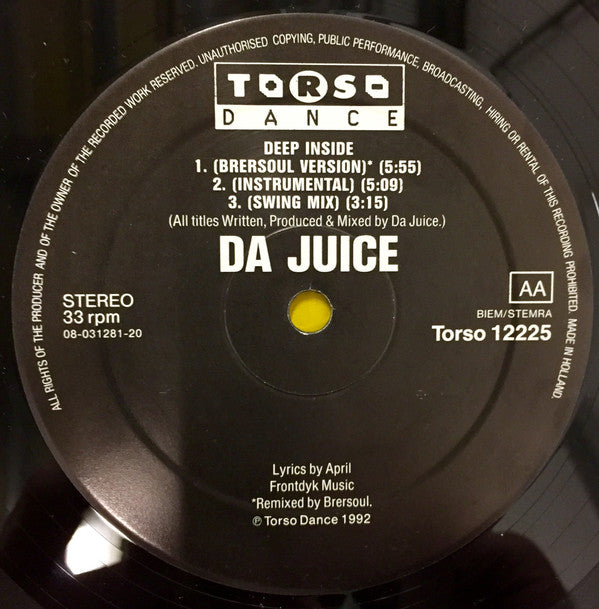 ALL RIGHTS OF THE PRODUCER AND OF THE OWNER OF THE RECORDED WORK RESERVED. UNAUTHORISED COPYING, PUBLIC PERFORMANCE, BROADCASTING, HIRING OR RENTAL OF THIS RECORDING PROHIBITED. MADE IN HOLLAND.
TORSO
DANCE
DEEP INSIDE
1. (BRERSOUL VERSION)* (5:55)
2. (INSTRUMENTAL) (5:09)
3. (SWING MIX) (3:15)
(All titles Written, Produced & Mixed by Da Juice.)
DA JUICE
STEREO
33 rpm
08-031281-20
AA
BIEM/STEMRA
Torso 12225
Lyrics by April
Frontdyk Music
*Remixed by Brersoul.
℗ Torso Dance 1992